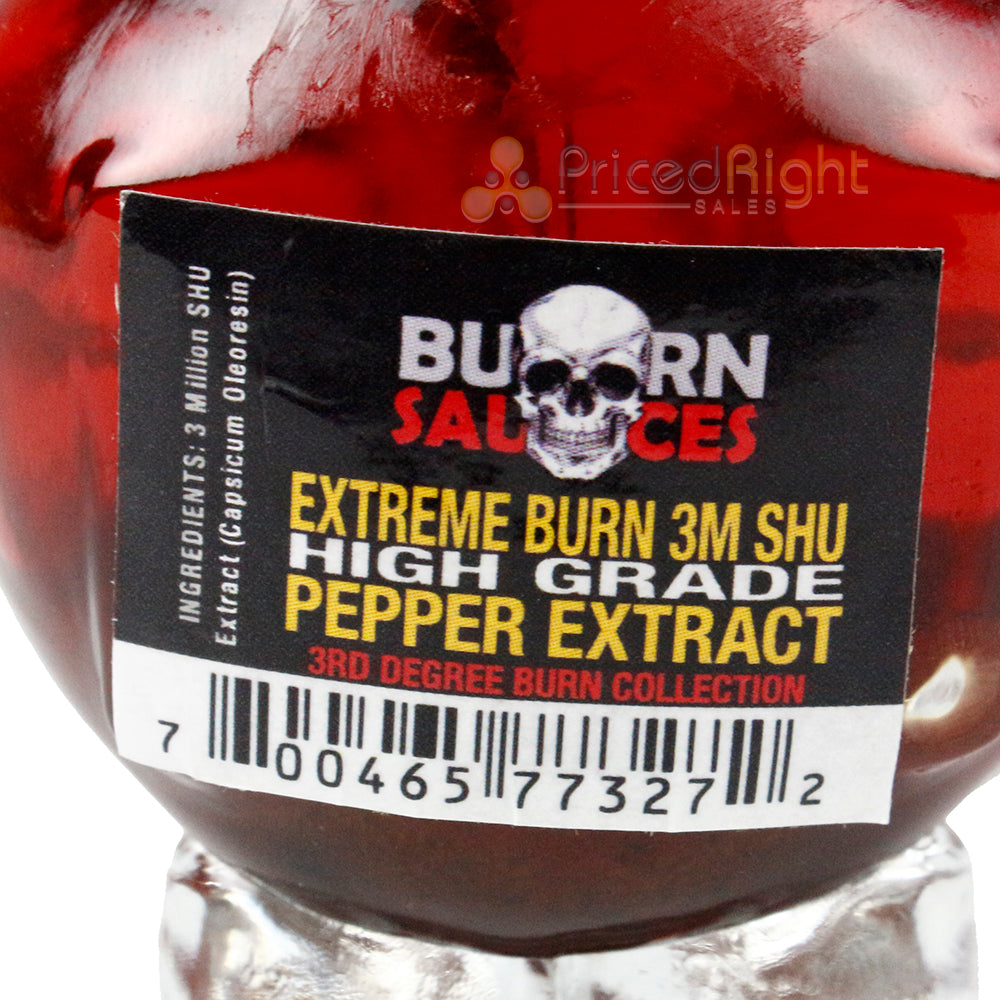 PricedRight
SALES
INGREDIENTS: 3 Million SHU
Extract (Capsicum Oleoresin)
BURN
SAUCES
EXTREME BURN 3M SHU
HIGH GRADE
PEPPER EXTRACT
3RD DEGREE BURN COLLECTION
7 00465 77327 2